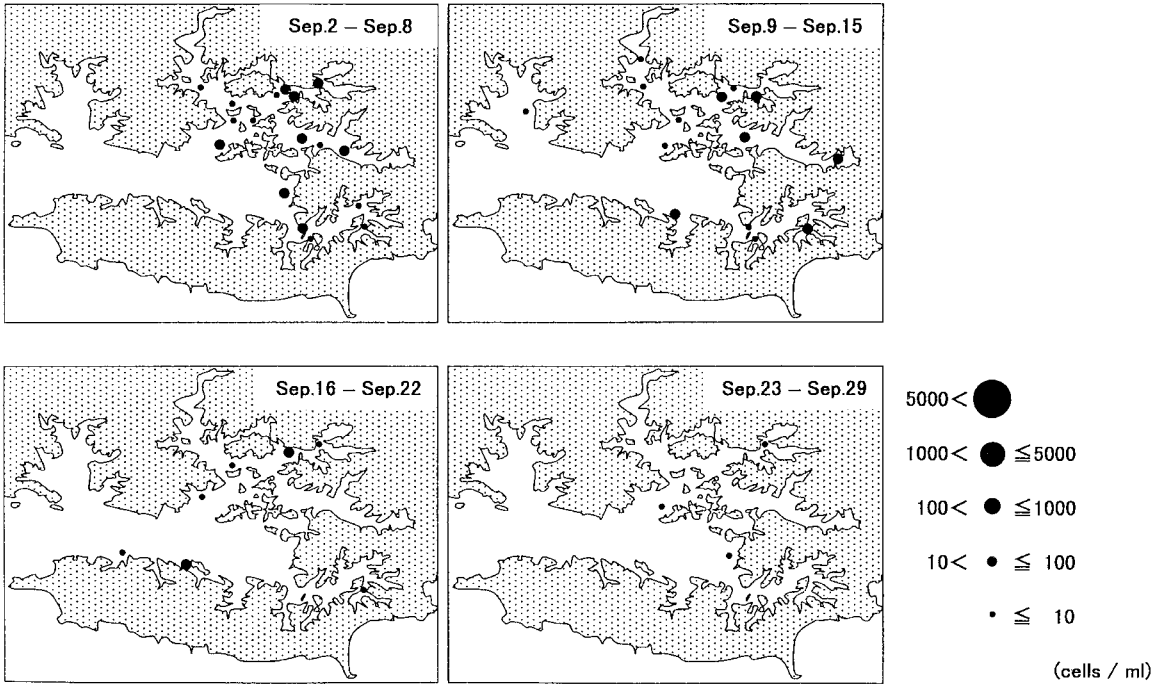 Sep.2 – Sep.8
Sep.9 – Sep.15
Sep.16 – Sep.22
Sep.23 – Sep.29
5000<
1000< ≦5000
100< ≦1000
10< ≦ 100
≦ 10
(cells / ml)